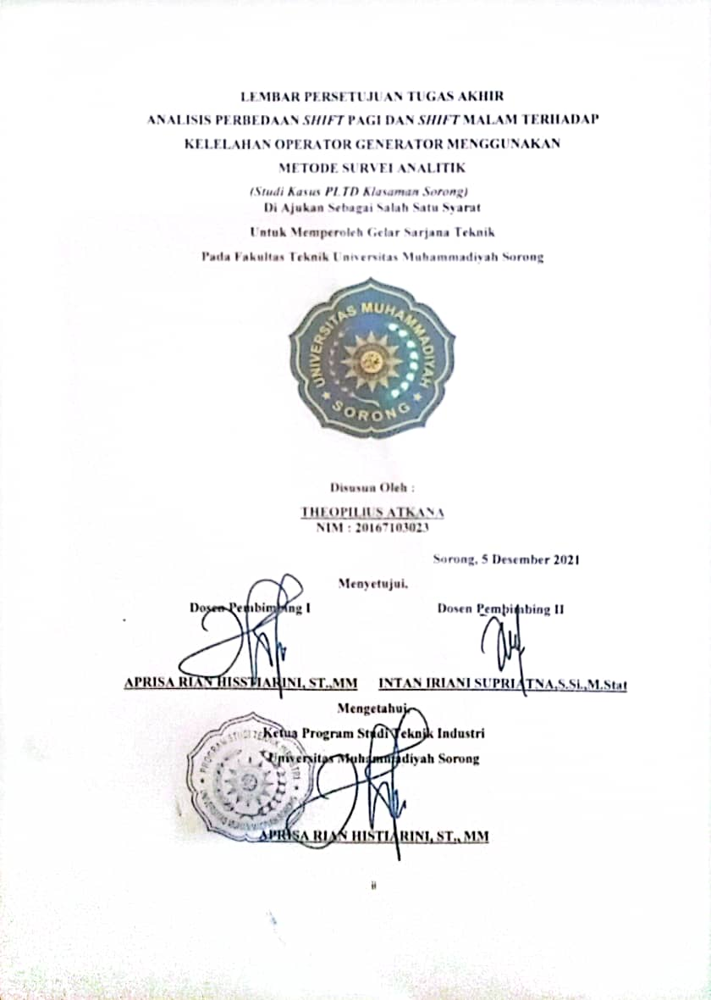 LEMBAR PERSETUJUAN TUGAS AKHIR
ANALISIS PERBEDAAN SHIFT PAGI DAN SHIFT MALAM TERHADAP
KELELAHAN OPERATOR GENERATOR MENGGUNAKAN
METODE SURVEI ANALITIK
(Studi Kasus PLTD Klasaman Sorong)
Di Ajukan Sebagai Salah Satu Syarat
Untuk Memperoleh Gelar Sarjana Teknik
Pada Fakultas Teknik Universitas Muhammadiyah Sorong
UNIVERSITAS MUHAMMADIYAH
SORONG
Disusun Oleh :
THEOPILIUS ATKANA
NIM : 20167103023
Sorong, 5 Desember 2021
Menyetujui,
Dosen Pembimbing I
Dosen Pembimbing II
APRISA RIAN HISSTIARINI, ST.,MM
INTAN IRIANI SUPRIATNA,S.Si.,M.Stat
Mengetahui,
Ketua Program Studi Teknik Industri
Universitas Muhammadiyah Sorong
PROGRAM STUDI TEKNIK INDUSTRI
APRISA RIAN HISTIARINI, ST., MM
ii